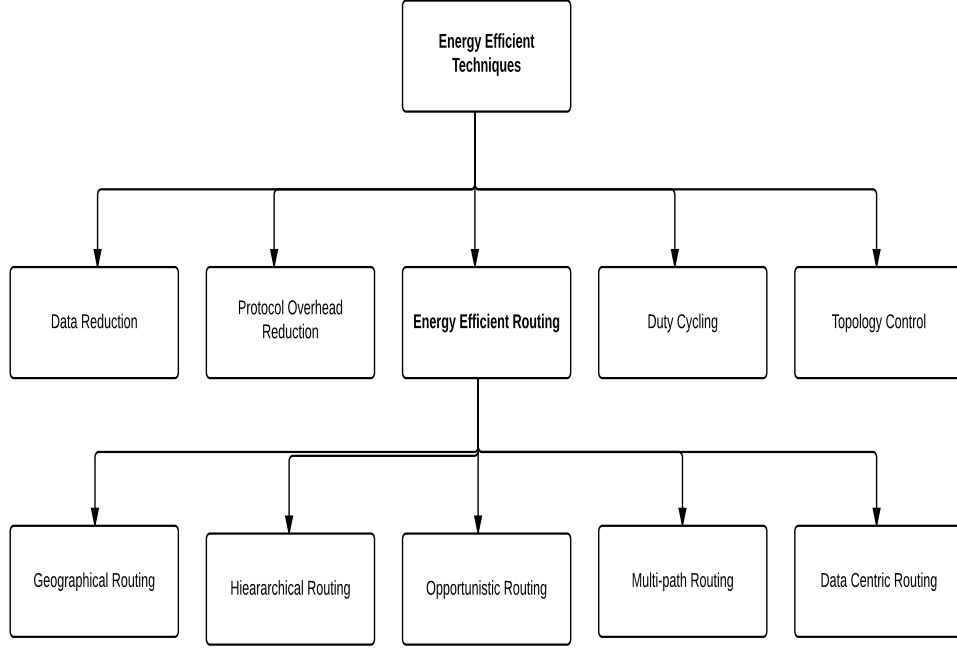 Energy Efficient
Techniques
Data Reduction
Protocol Overhead
Reduction
Energy Efficient Routing
Duty Cycling
Topology Control
Geographical Routing
Hieararchical Routing
Opportunistic Routing
Multi-path Routing
Data Centric Routing